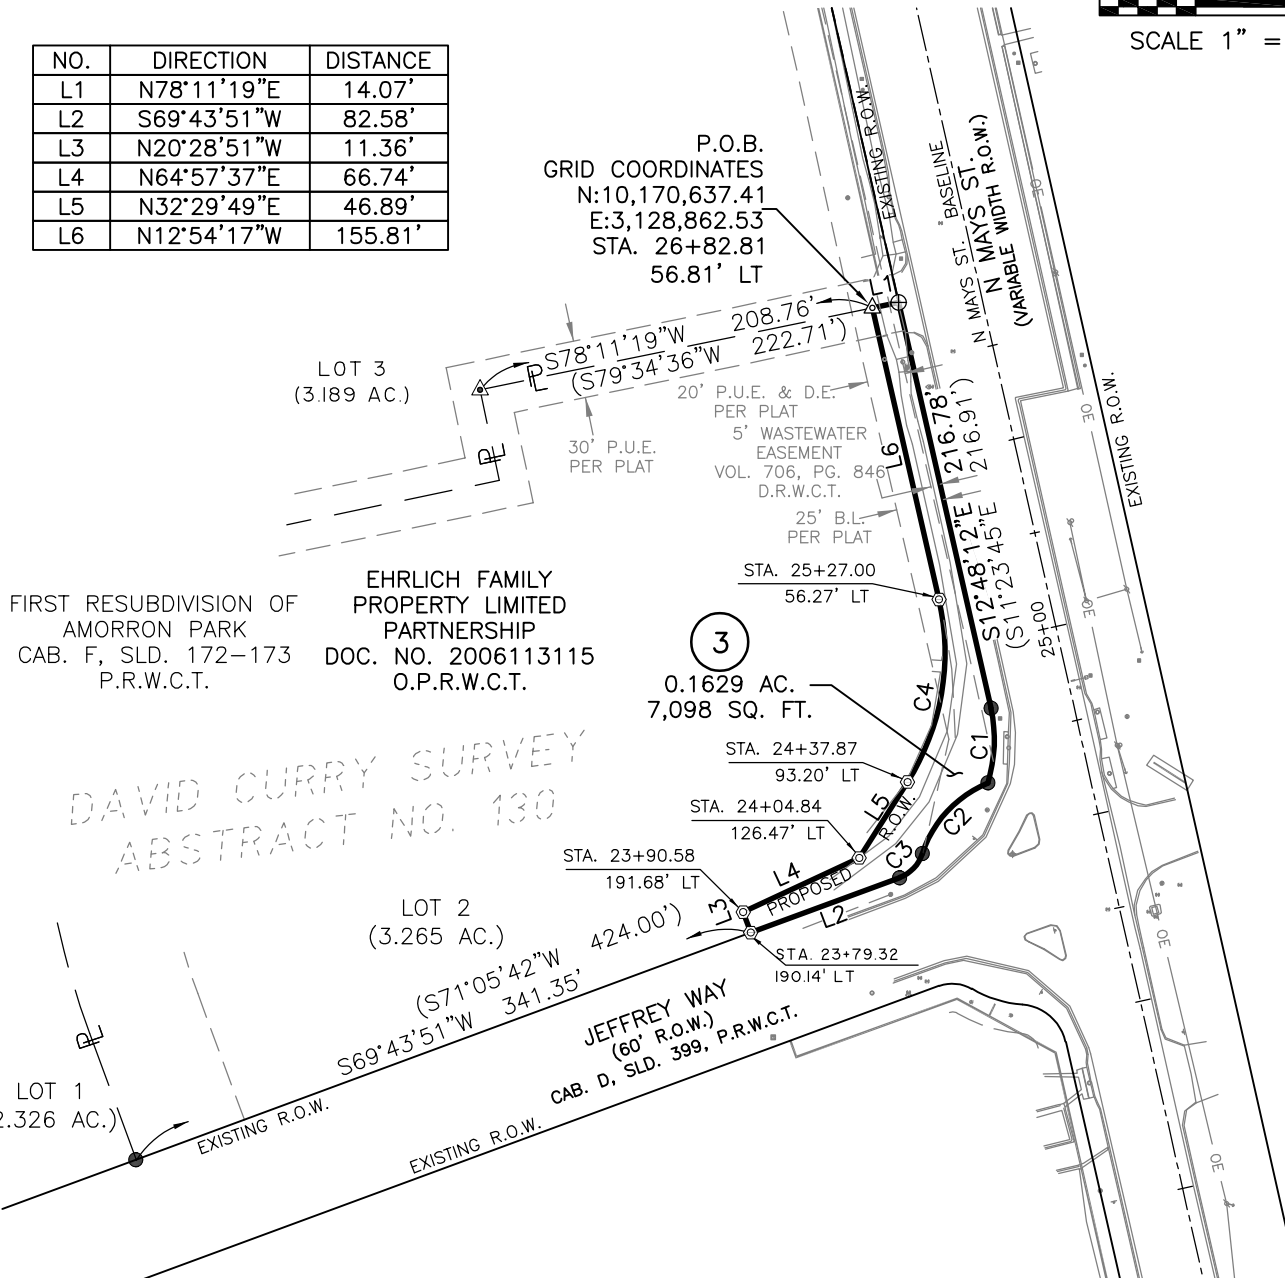 SCALE 1" =
NO. DIRECTION DISTANCE
L1 N78°11'19"E 14.07'
L2 S69°43'51"W 82.58'
L3 N20°28'51"W 11.36'
L4 N64°57'37"E 66.74'
L5 N32°29'49"E 46.89'
L6 N12°54'17"W 155.81'
P.O.B.
GRID COORDINATES
N:10,170,637.41
E:3,128,862.53
STA. 26+82.81
56.81' LT
EXISTING R.O.W.
N MAYS ST. BASELINE
N MAYS ST.
(VARIABLE WIDTH R.O.W.)
OE
EXISTING R.O.W.
OE
L1
S78°11'19"W 208.76'
(S79°34'36"W 222.71')
PL
LOT 3
(3.189 AC.)
PL
30' P.U.E.
PER PLAT
20' P.U.E. & D.E.
PER PLAT
5' WASTEWATER
EASEMENT
VOL. 706, PG. 846
D.R.W.C.T.
25' B.L.
PER PLAT
L6
S12°48'12"E 216.78'
(S11°23'45"E 216.91')
25+00
OE
STA. 25+27.00
56.27' LT
FIRST RESUBDIVISION OF
AMORRON PARK
CAB. F, SLD. 172-173
P.R.W.C.T.
EHRLICH FAMILY
PROPERTY LIMITED
PARTNERSHIP
DOC. NO. 2006113115
O.P.R.W.C.T.
3
0.1629 AC.
7,098 SQ. FT.
C4
C1
STA. 24+37.87
93.20' LT
DAVID CURRY SURVEY
ABSTRACT NO. 130
STA. 24+04.84
126.47' LT
L5
C2
C3
STA. 23+90.58
191.68' LT
L4
PROPOSED R.O.W.
L3
L2
LOT 2
(3.265 AC.)
STA. 23+79.32
190.14' LT
(S71°05'42"W 424.00')
S69°43'51"W 341.35'
JEFFREY WAY
(60' R.O.W.)
CAB. D, SLD. 399, P.R.W.C.T.
PL
LOT 1
2.326 AC.)
EXISTING R.O.W.
EXISTING R.O.W.
OE
OE